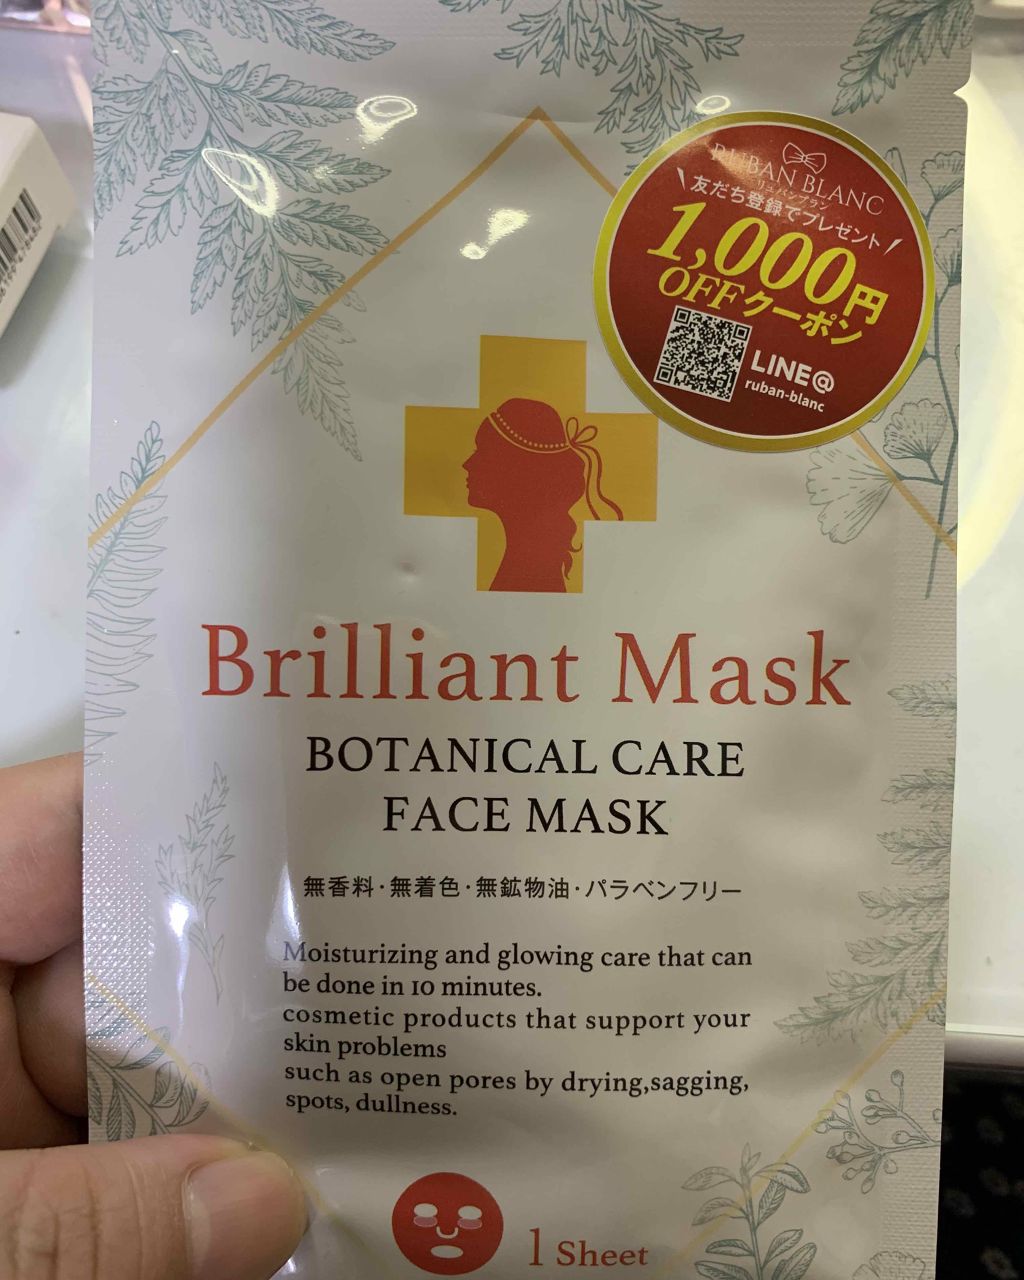 RUBAN BLANC
リュバンブラン
友だち登録でプレゼント
1,000円
OFFクーポン
LINE@
ruban-blanc
Brilliant Mask
BOTANICAL CARE
FACE MASK
無香料・無着色・無鉱物油・パラベンフリー
Moisturizing and glowing care that can
be done in 10 minutes.
cosmetic products that support your
skin problems
such as open pores by drying,sagging,
spots, dullness.
1 Sheet